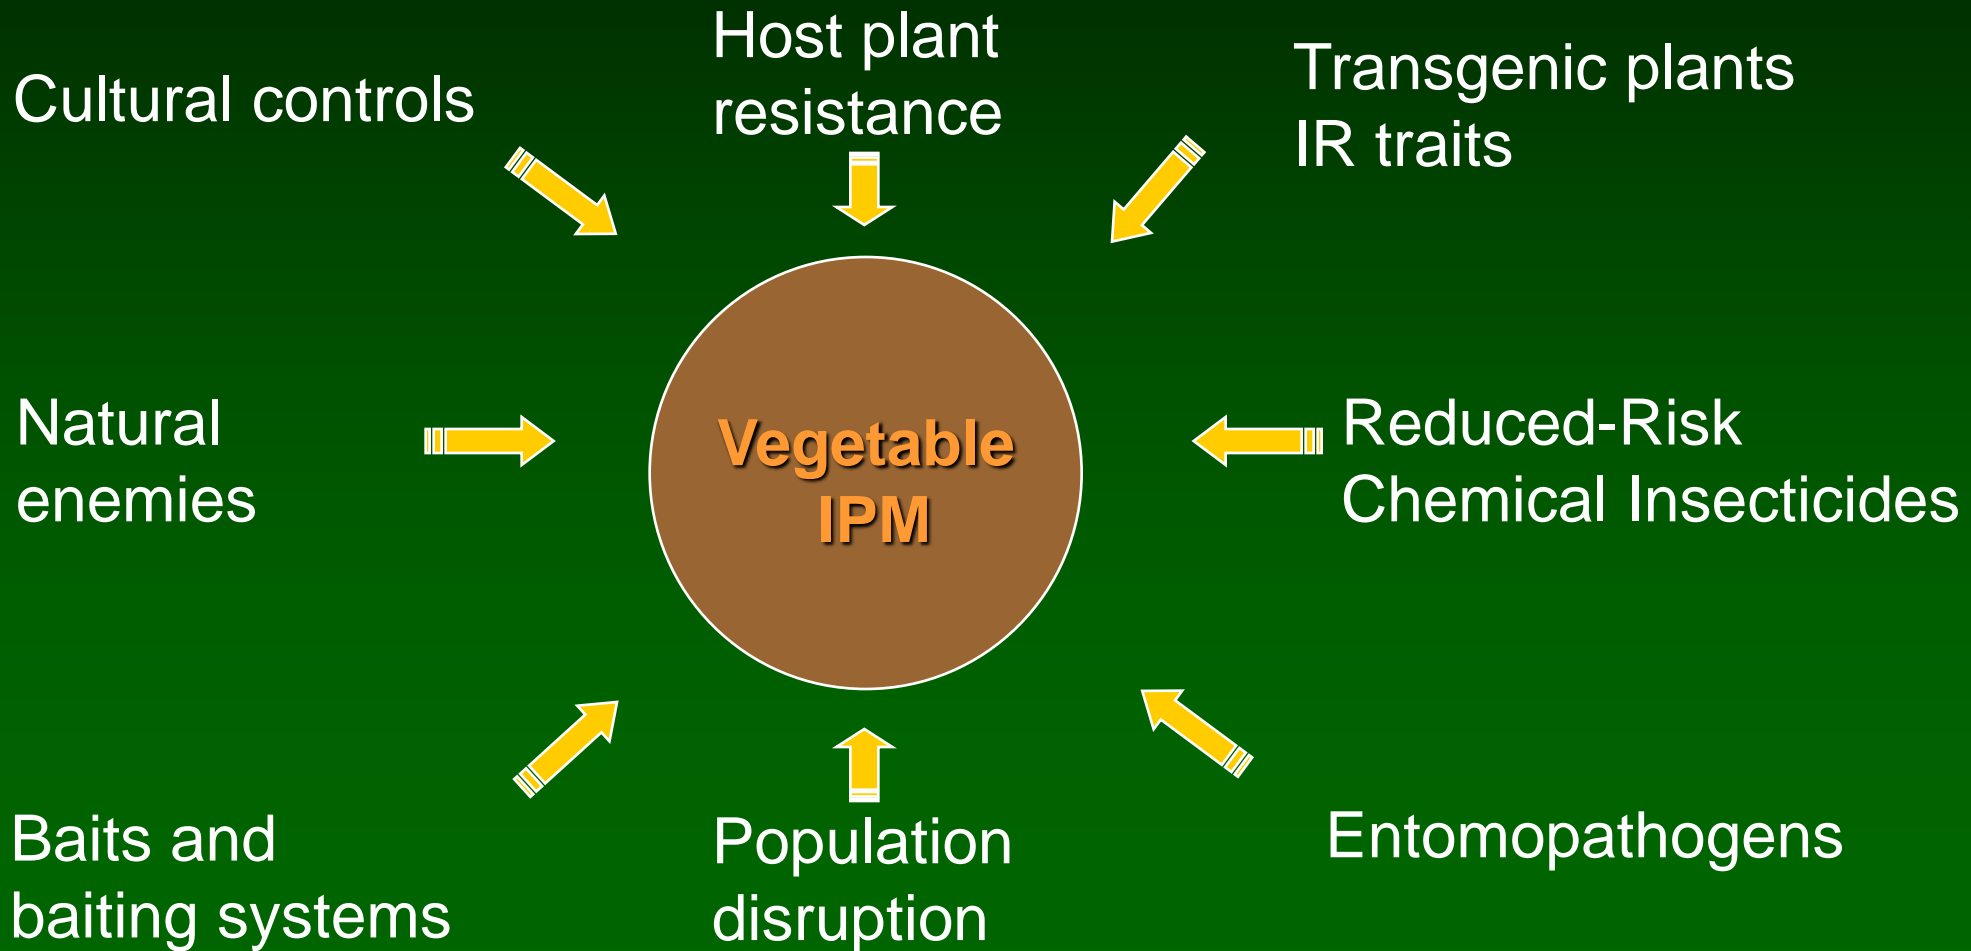 Cultural controls
Host plant
resistance
Transgenic plants
IR traits
Natural
enemies
Vegetable
IPM
Reduced-Risk
Chemical Insecticides
Baits and
baiting systems
Population
disruption
Entomopathogens